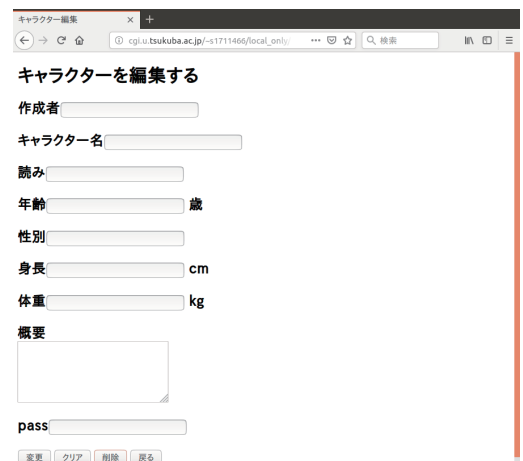 キャラクター編集
cgi.u.tsukuba.ac.jp/~s1711466/local_only/
検索
キャラクターを編集する
作成者
キャラクター名
読み
年齢 歳
性別
身長 cm
体重 kg
概要
pass
変更 クリア 削除 戻る